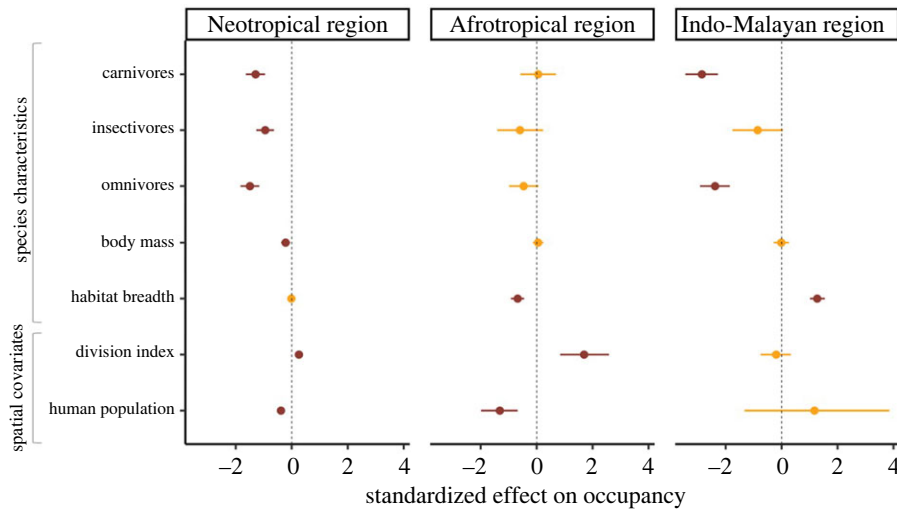 Neotropical region
Afrotropical region
Indo-Malayan region
species characteristics
carnivores
insectivores
omnivores
body mass
habitat breadth
spatial covariates
division index
human population
−2 0 2 4
−2 0 2 4
−2 0 2 4
standardized effect on occupancy